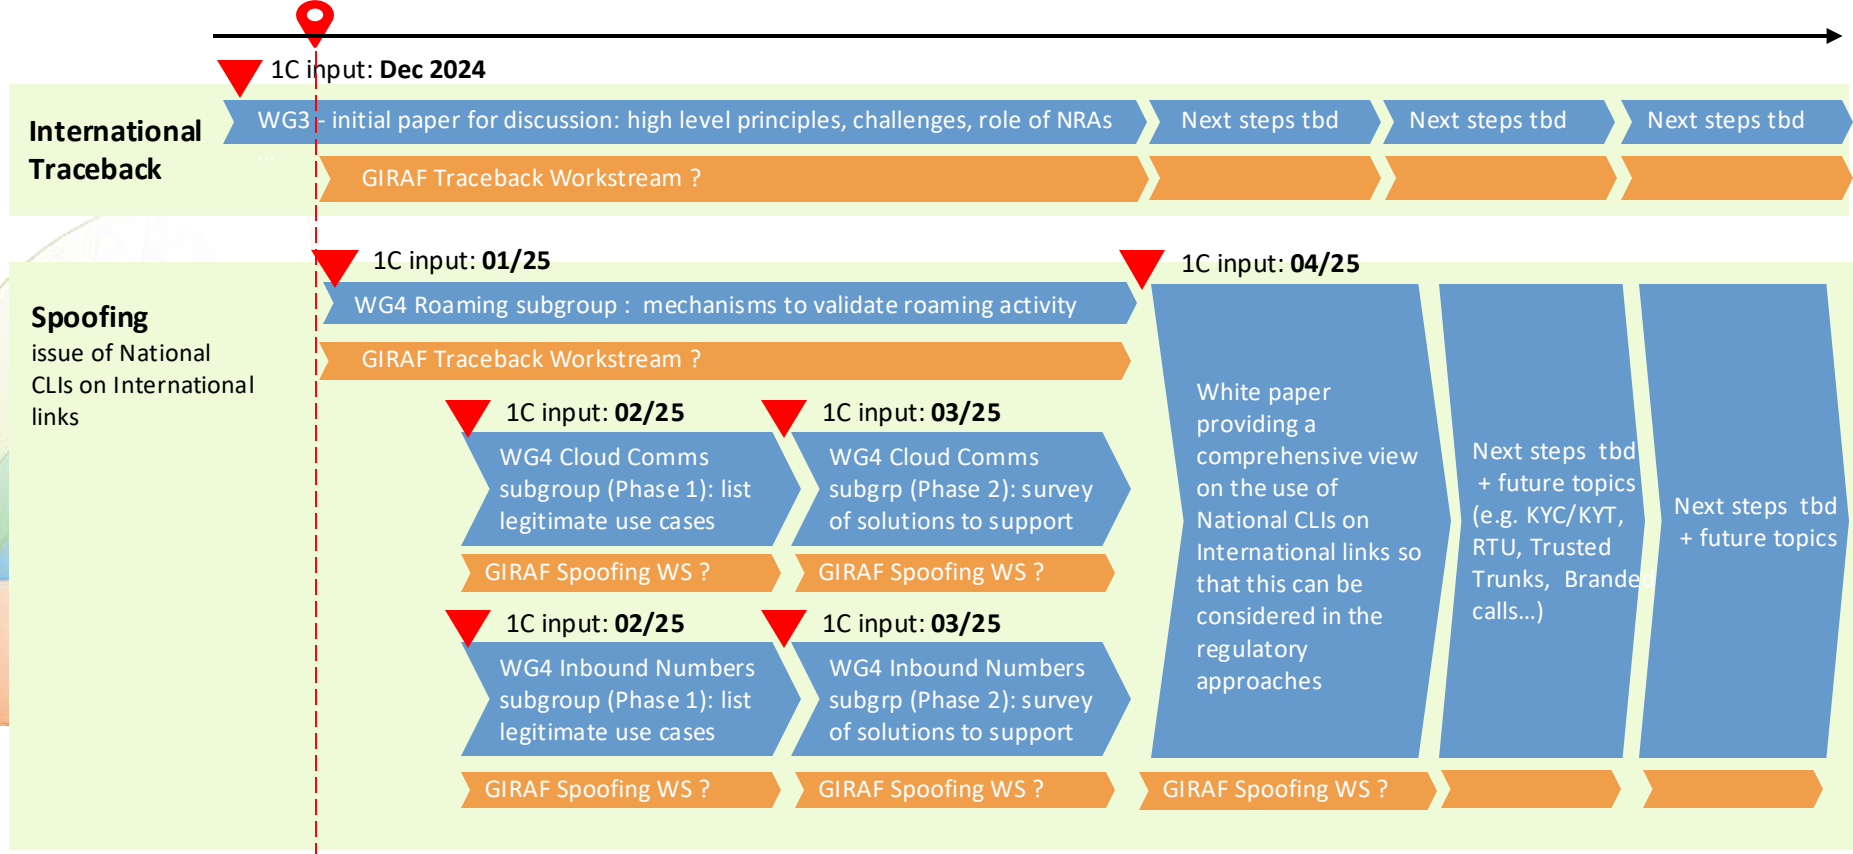 1C input: Dec 2024
International
Traceback
WG3 - initial paper for discussion: high level principles, challenges, role of NRAs
...
Next steps tbd
Next steps tbd
Next steps tbd
GIRAF Traceback Workstream ?
1C input: 01/25
1C input: 04/25
Spoofing
issue of National
CLIs on International
links
WG4 Roaming subgroup : mechanisms to validate roaming activity
GIRAF Traceback Workstream ?
1C input: 02/25
1C input: 03/25
WG4 Cloud Comms
subgroup (Phase 1): list
legitimate use cases
WG4 Cloud Comms
subgrp (Phase 2): survey
of solutions to support
GIRAF Spoofing WS ?
GIRAF Spoofing WS ?
1C input: 02/25
1C input: 03/25
WG4 Inbound Numbers
subgroup (Phase 1): list
legitimate use cases
WG4 Inbound Numbers
subgrp (Phase 2): survey
of solutions to support
GIRAF Spoofing WS ?
GIRAF Spoofing WS ?
White paper
providing a
comprehensive view
on the use of
National CLIs on
International links so
that this can be
considered in the
regulatory
approaches
GIRAF Spoofing WS ?
Next steps tbd
+ future topics
(e.g. KYC/KYT,
RTU, Trusted
Trunks, Branded
calls...)
Next steps tbd
+ future topics